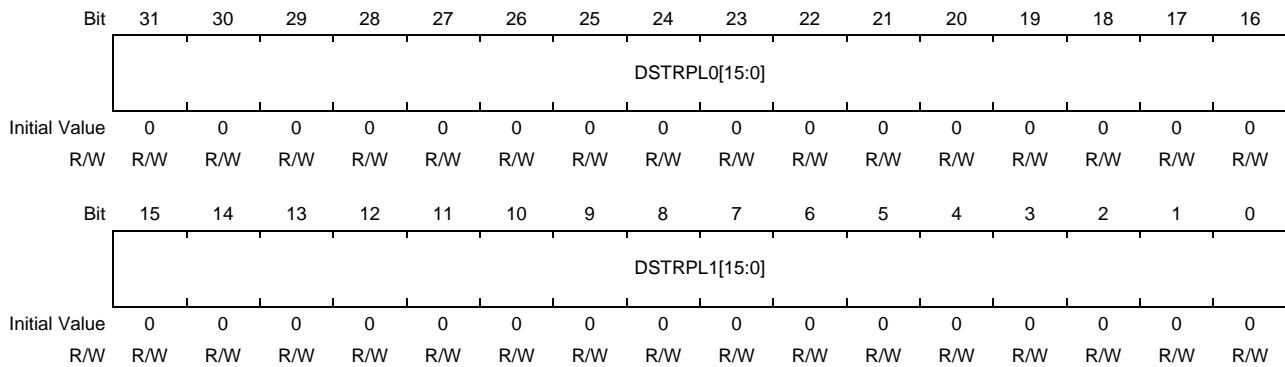 Bit 31 30 29 28 27 26 25 24 23 22 21 20 19 18 17 16
DSTRPL0[15:0]
Initial Value 0 0 0 0 0 0 0 0 0 0 0 0 0 0 0 0
R/W R/W R/W R/W R/W R/W R/W R/W R/W R/W R/W R/W R/W R/W R/W R/W R/W
Bit 15 14 13 12 11 10 9 8 7 6 5 4 3 2 1 0
DSTRPL1[15:0]
Initial Value 0 0 0 0 0 0 0 0 0 0 0 0 0 0 0 0
R/W R/W R/W R/W R/W R/W R/W R/W R/W R/W R/W R/W R/W R/W R/W R/W R/W